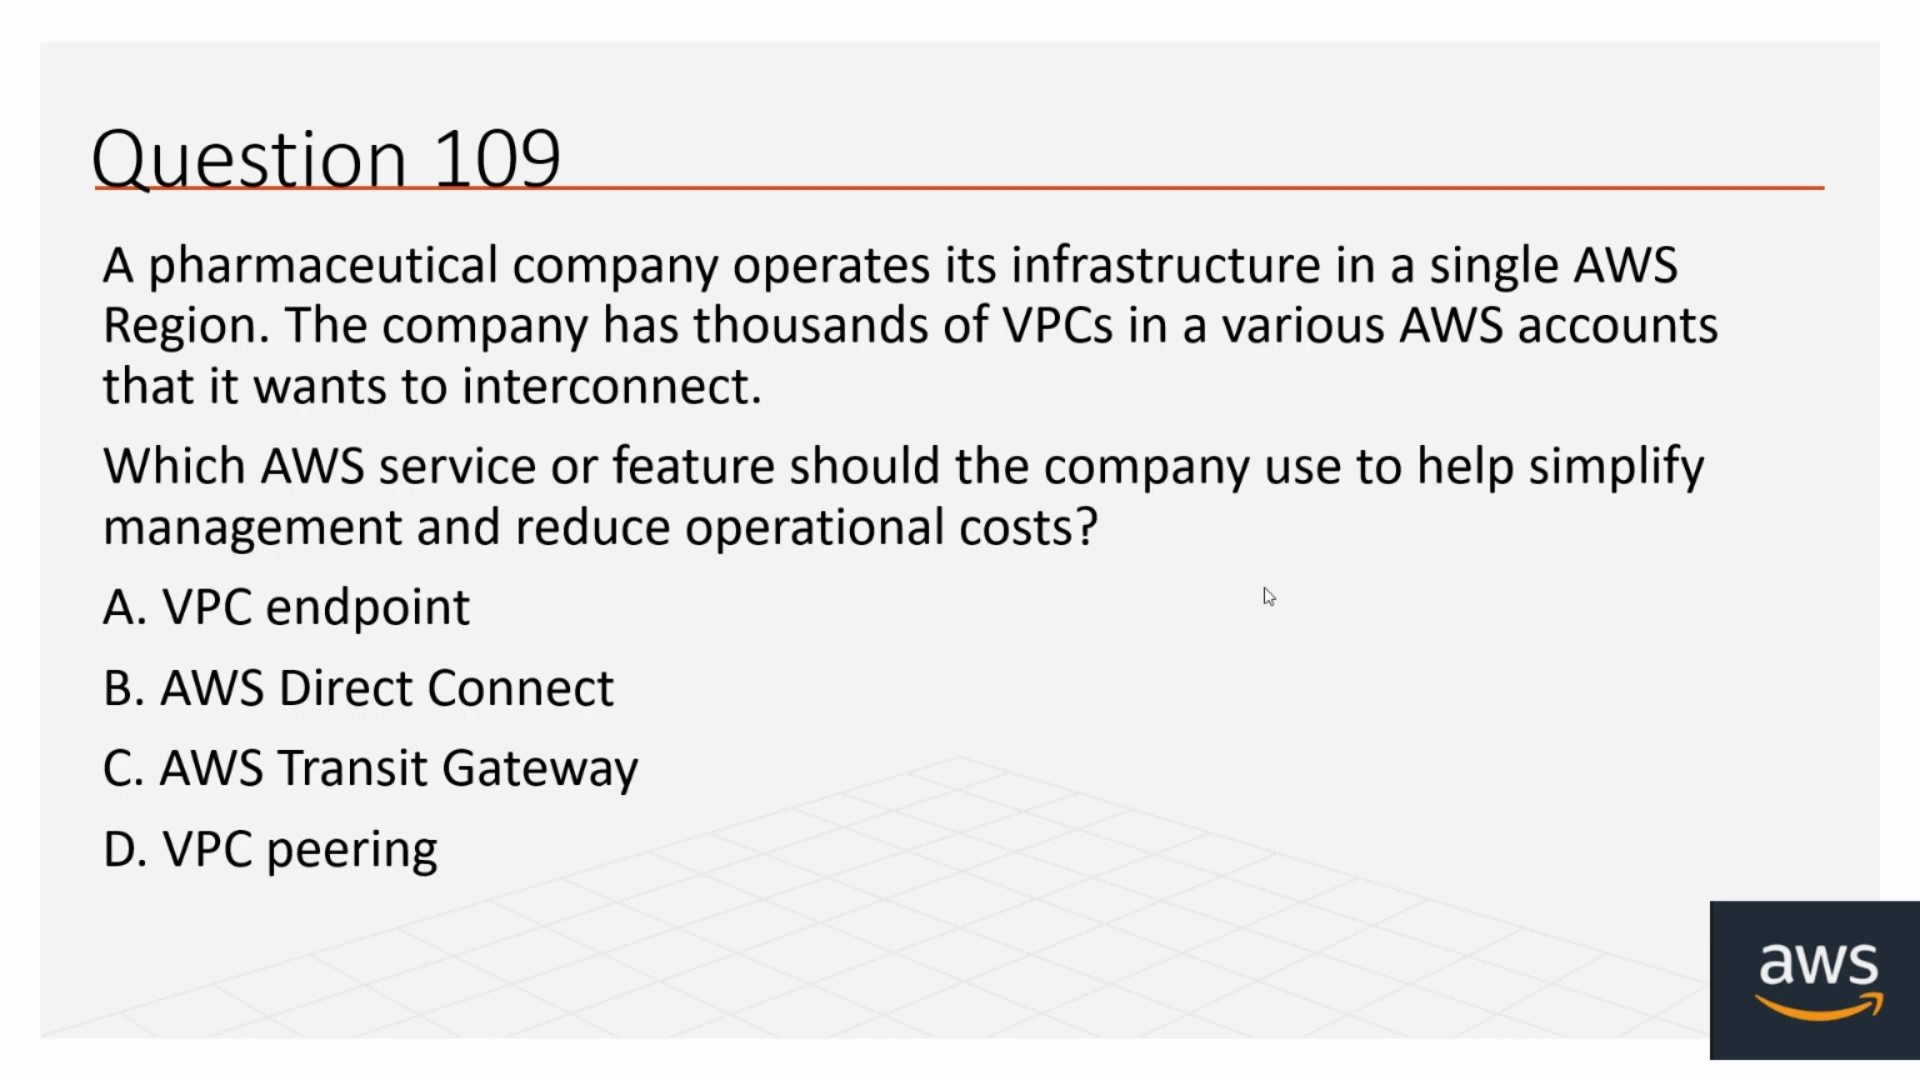 Question 109
A pharmaceutical company operates its infrastructure in a single AWS
Region. The company has thousands of VPCs in a various AWS accounts
that it wants to interconnect.
Which AWS service or feature should the company use to help simplify
management and reduce operational costs?
A. VPC endpoint
B. AWS Direct Connect
C. AWS Transit Gateway
D. VPC peering
aws